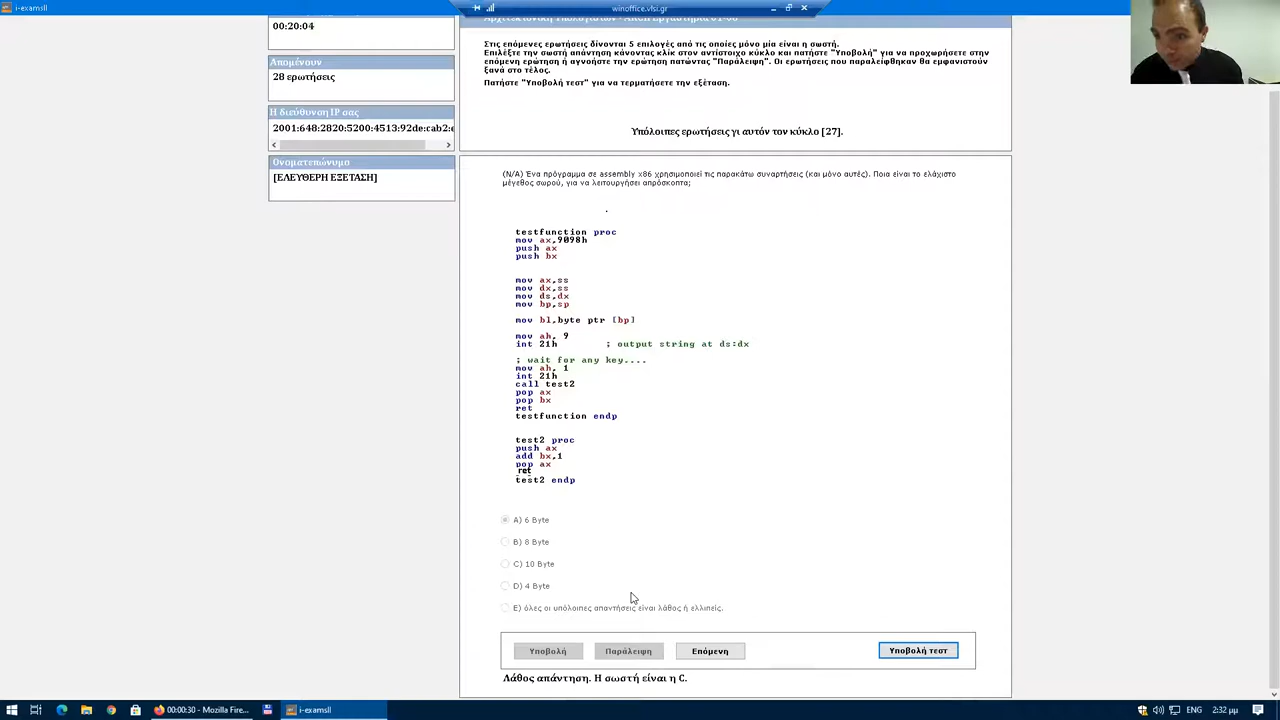 i-examsll
winoffice.vlsi.gr
00:20:04
Απομένουν
28 ερωτήσεις
Η διεύθυνση IP σας
2001:648:2820:5200:4513:92de:cab2:
Ονοματεπώνυμο
[ΕΛΕΥΘΕΡΗ ΕΞΕΤΑΣΗ]
Στις επόμενες ερωτήσεις δίνονται 5 επιλογές από τις οποίες μόνο μία είναι η σωστή.
Επιλέξτε την σωστή απάντηση κάνοντας κλίκ στον αντίστοιχο κύκλο και πατήστε "Υποβολή" για να προχωρήσετε στην
επόμενη ερώτηση ή αγνοήστε την ερώτηση πατώντας "Παράλειψη". Οι ερωτήσεις που παραλείφθηκαν θα εμφανιστούν
ξανά στο τέλος.
Πατήστε "Υποβολή τεστ" για να τερματήσετε την εξέταση.
Υπόλοιπες ερωτήσεις γι αυτόν τον κύκλο [27].
(N/A) Ένα πρόγραμμα σε assembly x86 χρησιμοποιεί τις παρακάτω συναρτήσεις (και μόνο αυτές). Ποια είναι το ελάχιστο
μέγεθος σωρού, για να λειτουργήσει απρόσκοπτα;
testfunction proc
mov ax,9098h
push ax
push bx
mov ax,ss
mov dx,ss
mov ds,dx
mov bp,sp
mov bl,byte ptr [bp]
mov ah, 9
int 21h ; output string at ds:dx
; wait for any key....
mov ah, 1
int 21h
call test2
pop ax
pop bx
ret
testfunction endp
test2 proc
push ax
add bx,1
pop ax
ret
test2 endp
A) 6 Byte
B) 8 Byte
C) 10 Byte
D) 4 Byte
E) όλες οι υπόλοιπες απαντήσεις είναι λάθος ή ελλιπείς.
Υποβολή Παράλειψη Επόμενη Υποβολή τεστ
Λάθος απάντηση. Η σωστή είναι η C.
00:00:30 - Mozilla Fire...
i-examsll
ENG
2:32 μμ